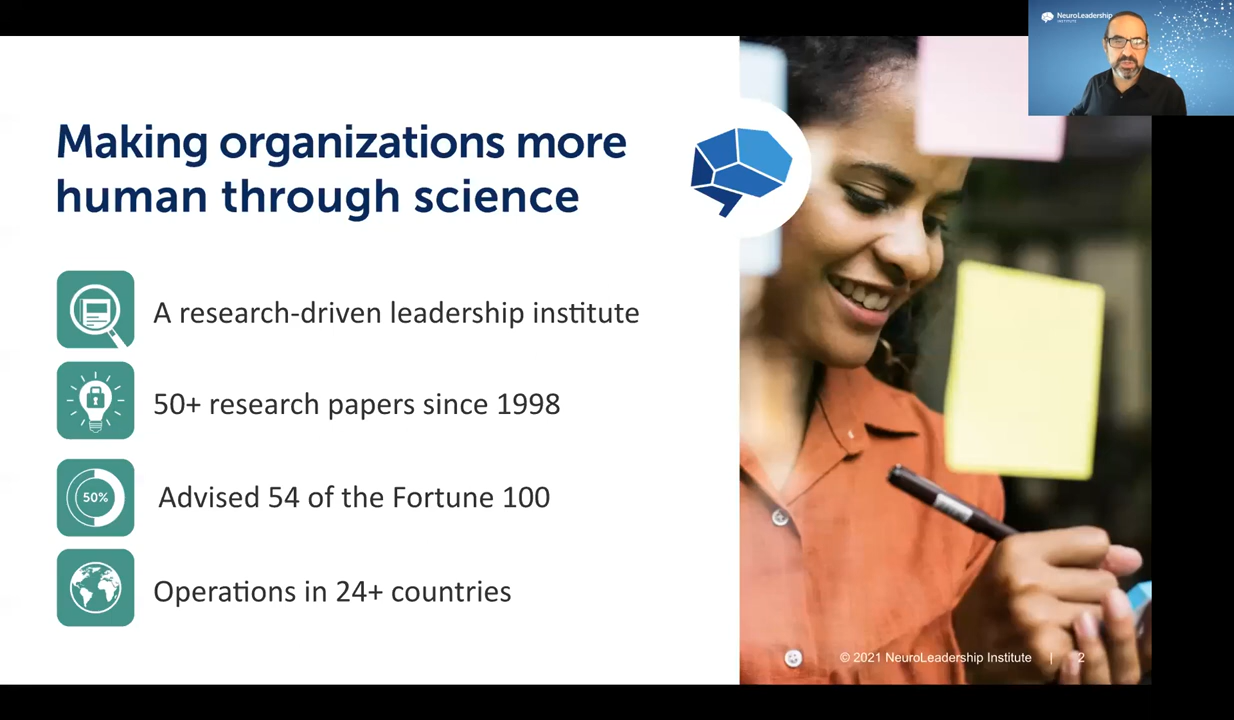 NeuroLeadership
INSTITUTE
Making organizations more
human through science
A research-driven leadership institute
50+ research papers since 1998
50%
Advised 54 of the Fortune 100
Operations in 24+ countries
© 2021 NeuroLeadership Institute | 2